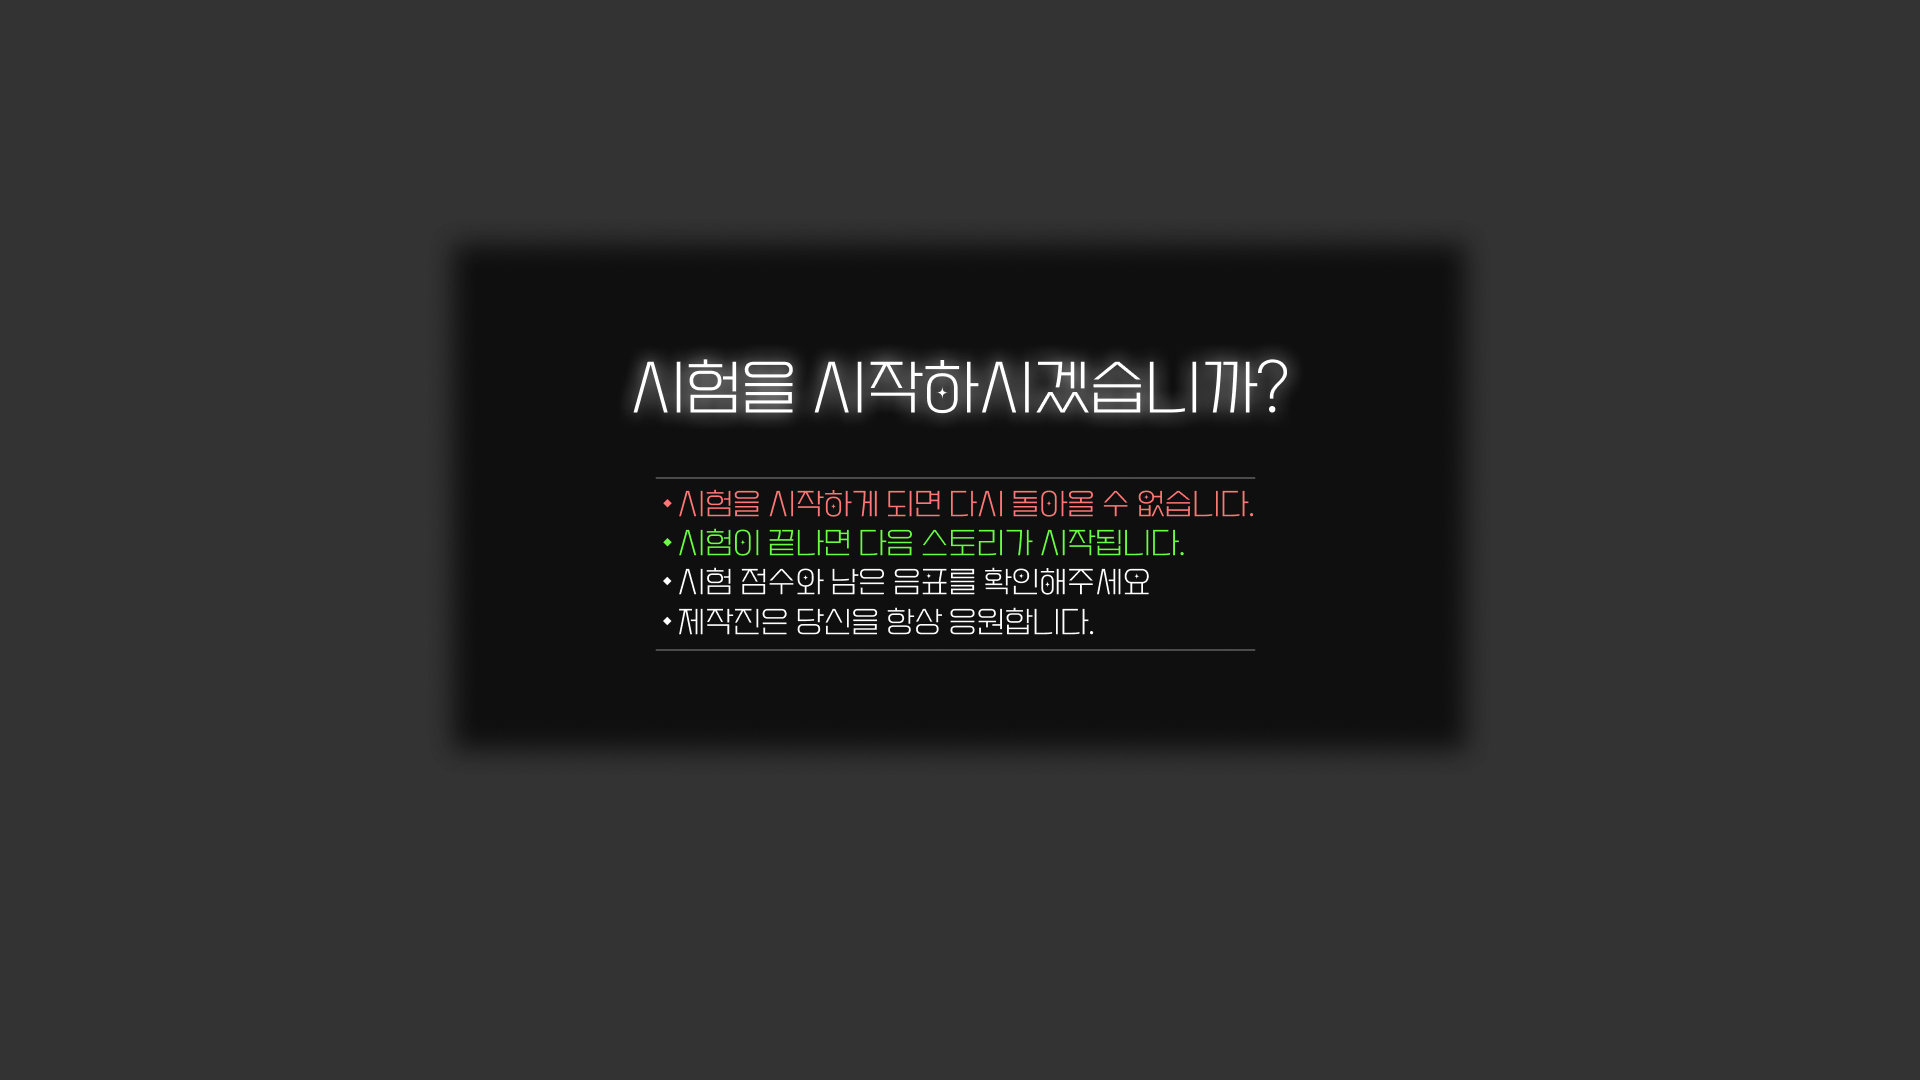 시험을 시작하시겠습니까?
시험을 시작하게 되면 다시 돌아올 수 없습니다.
시험이 끝나면 다음 스토리가 시작됩니다.
시험 점수와 남은 음표를 확인해주세요
제작진은 당신을 항상 응원합니다.